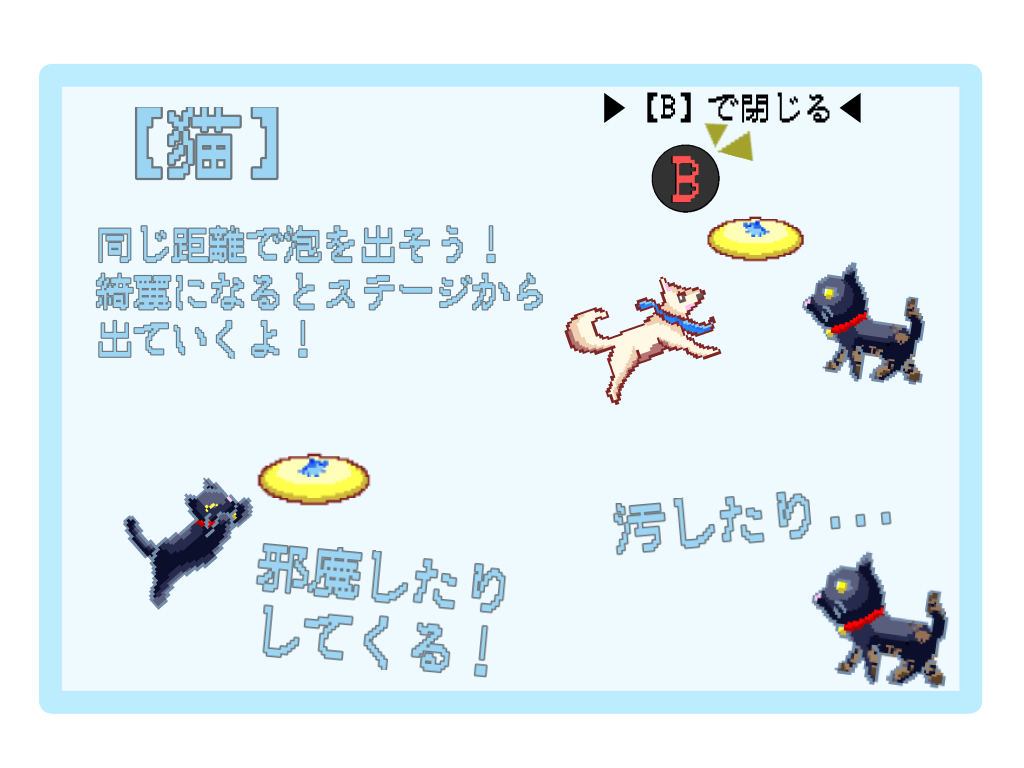 【猫】
▶【B】で閉じる◀
B
同じ距離で泡を出そう！
綺麗になるとステージから
出ていくよ！
汚したり...
邪魔したり
してくる！